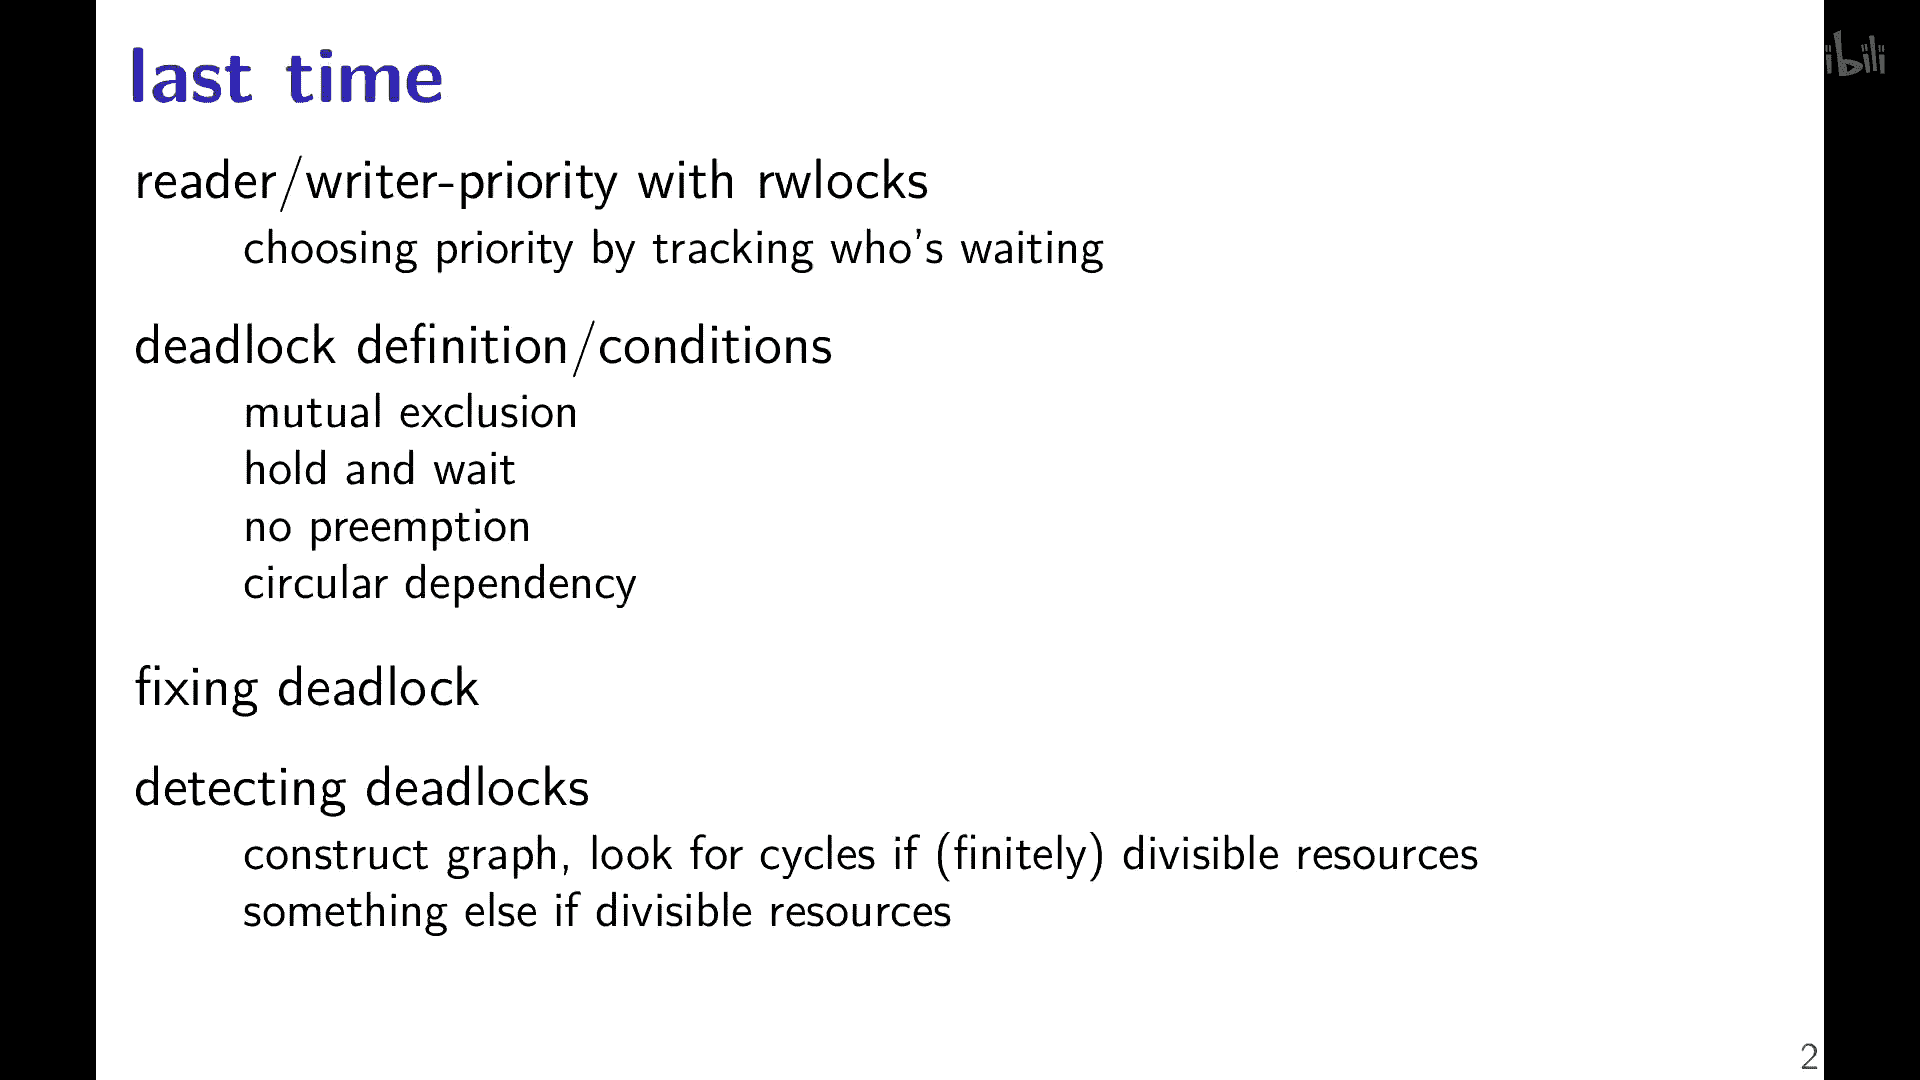 last time
ibili
reader/writer-priority with rwlocks
choosing priority by tracking who's waiting
deadlock definition/conditions
mutual exclusion
hold and wait
no preemption
circular dependency
fixing deadlock
detecting deadlocks
construct graph, look for cycles if (finitely) divisible resources
something else if divisible resources
2